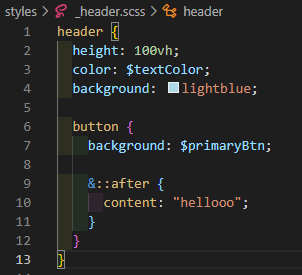 styles > _header.scss > header
1 header {
2 height: 100vh;
3 color: $textColor;
4 background: lightblue;
5
6 button {
7 background: $primaryBtn;
8
9 &::after {
10 content: "hellooo";
11 }
12 }
13 }